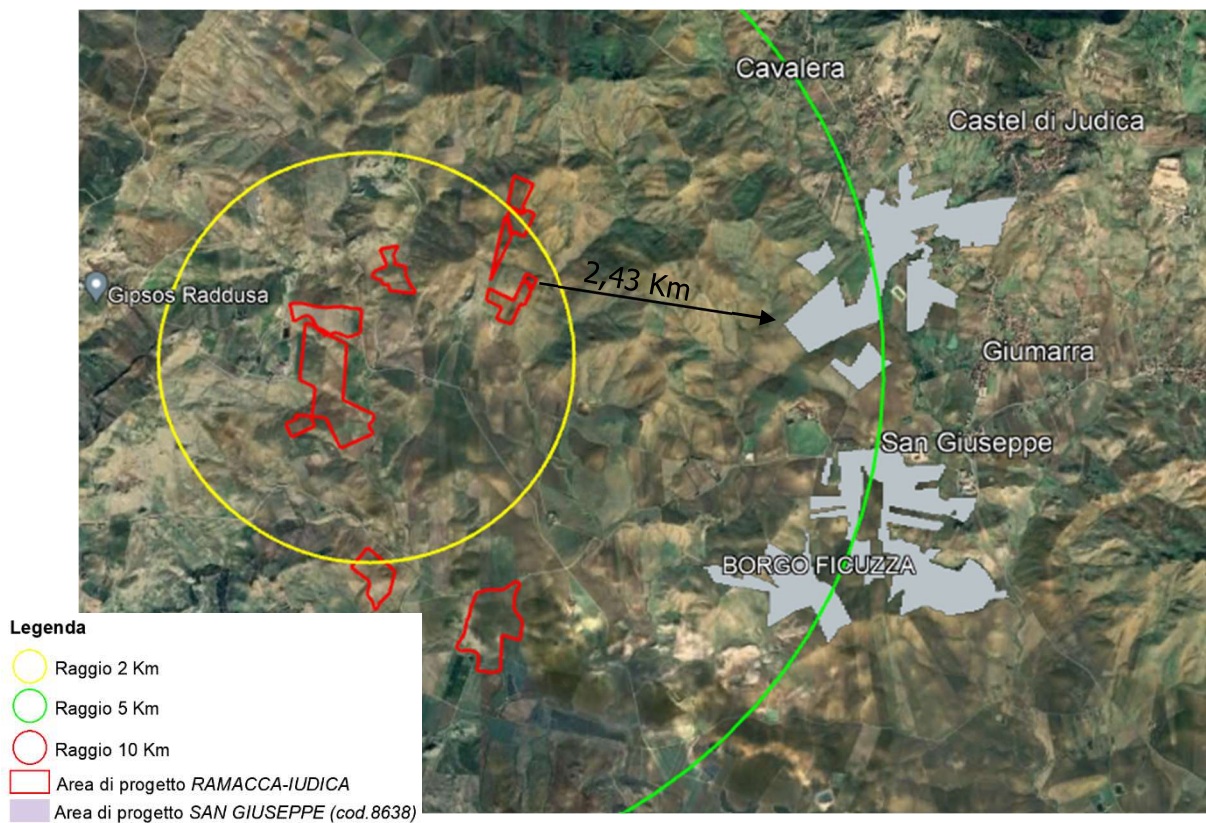 Cavalera
Castel di Judica
2,43 Km
Gipsos Raddusa
Giumarra
San Giuseppe
BORGO FICUZZA
Legenda
Raggio 2 Km
Raggio 5 Km
Raggio 10 Km
Area di progetto RAMACCA-IUDICA
Area di progetto SAN GIUSEPPE (cod.8638)